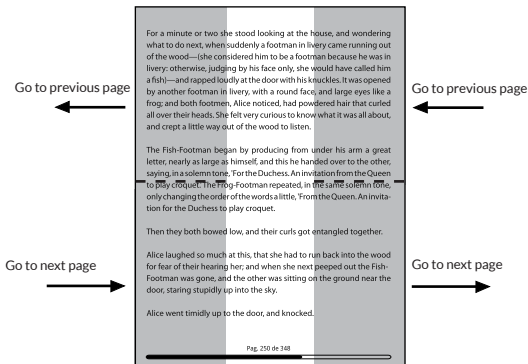 For a minute or two she stood looking at the house, and wondering
what to do next, when suddenly a footman in livery came running out
of the wood—(she considered him to be a footman because he was in
livery: otherwise, judging by his face only, she would have called him
a fish)—and rapped loudly at the door with his knuckles. It was opened
by another footman in livery, with a round face, and large eyes like a
frog; and both footmen, Alice noticed, had powdered hair that curled
all over their heads. She felt very curious to know what it was all about,
and crept a little way out of the wood to listen.
Go to previous page
Go to previous page
The Fish-Footman began by producing from under his arm a great
letter, nearly as large as himself, and this he handed over to the other,
saying, in a solemn tone, 'For the Duchess. An invitation from the Queen
to play croquet.' The Frog-Footman repeated, in the same solemn tone,
only changing the order of the words a little, 'From the Queen. An invita-
tion for the Duchess to play croquet.
Then they both bowed low, and their curls got entangled together.
Alice laughed so much at this, that she had to run back into the wood
for fear of their hearing her; and when she next peeped out the Fish-
Footman was gone, and the other was sitting on the ground near the
door, staring stupidly up into the sky.
Go to next page
Go to next page
Alice went timidly up to the door, and knocked.
Pag. 250 de 348